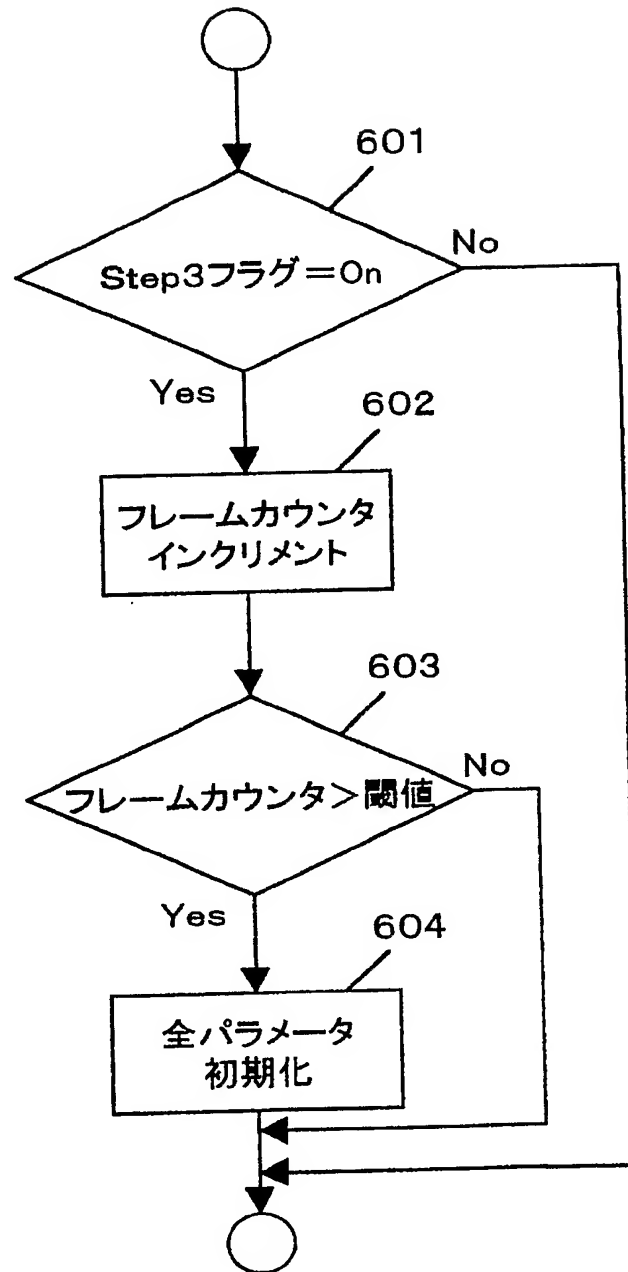 601
Step3フラグ=On
No
Yes
602
フレームカウンタ
インクリメント
603
フレームカウンタ>閾値
No
Yes
604
全パラメータ
初期化